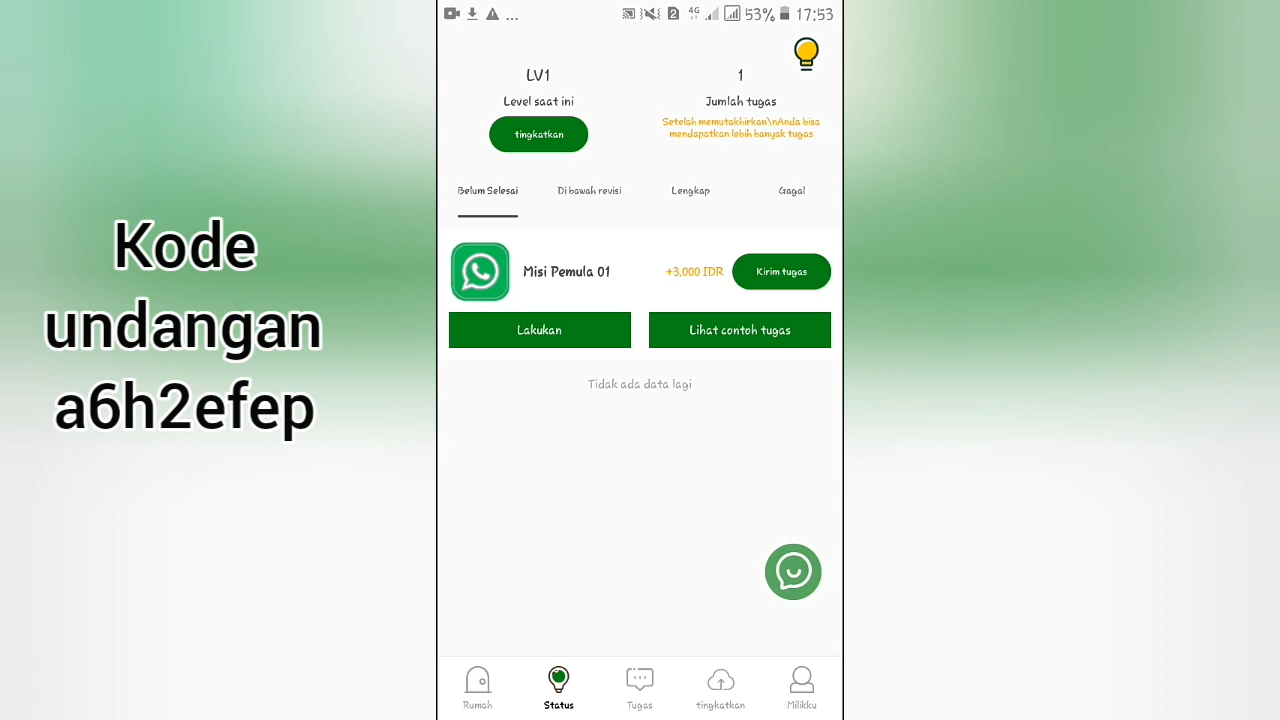 Kode
undangan
a6h2efep
... 2 4G 53% 17:53
LV1
Level saat ini
tingkatkan
1
Jumlah tugas
Setelah memutakhirkan\nAnda bisa
mendapatkan lebih banyak tugas
Belum Selesai
Di bawah revisi
Lengkap
Gagal
Misi Pemula 01
+3,000 IDR
Kirim tugas
Lakukan
Lihat contoh tugas
Tidak ada data lagi
Rumah
Status
Tugas
tingkatkan
Milikku